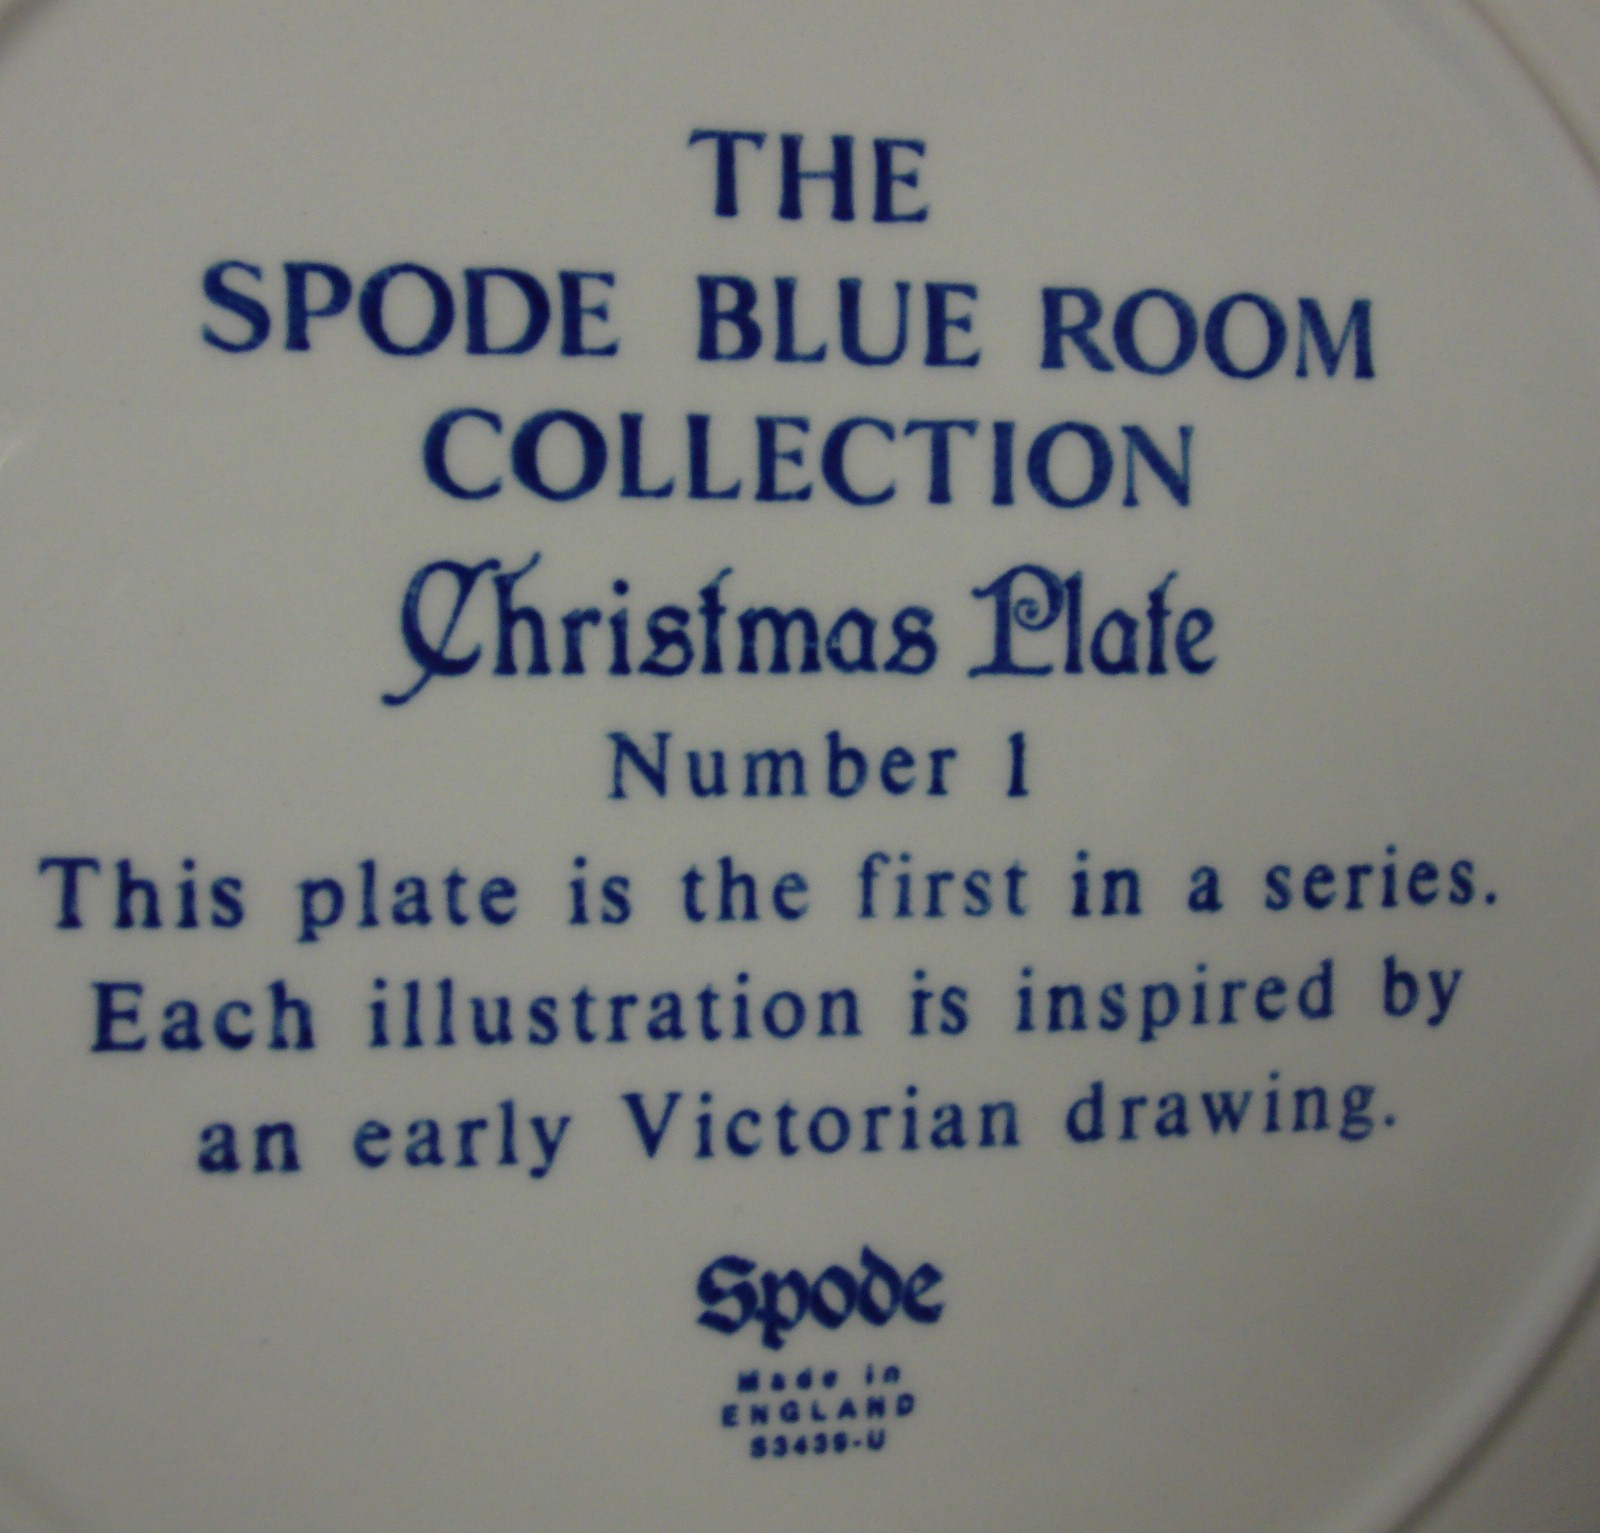 THE
SPODE BLUE ROOM
COLLECTION
Christmas Plate
Number 1
This plate is the first in a series.
Each illustration is inspired by
an early Victorian drawing.
Spode
Made in
ENGLAND
S3439-U